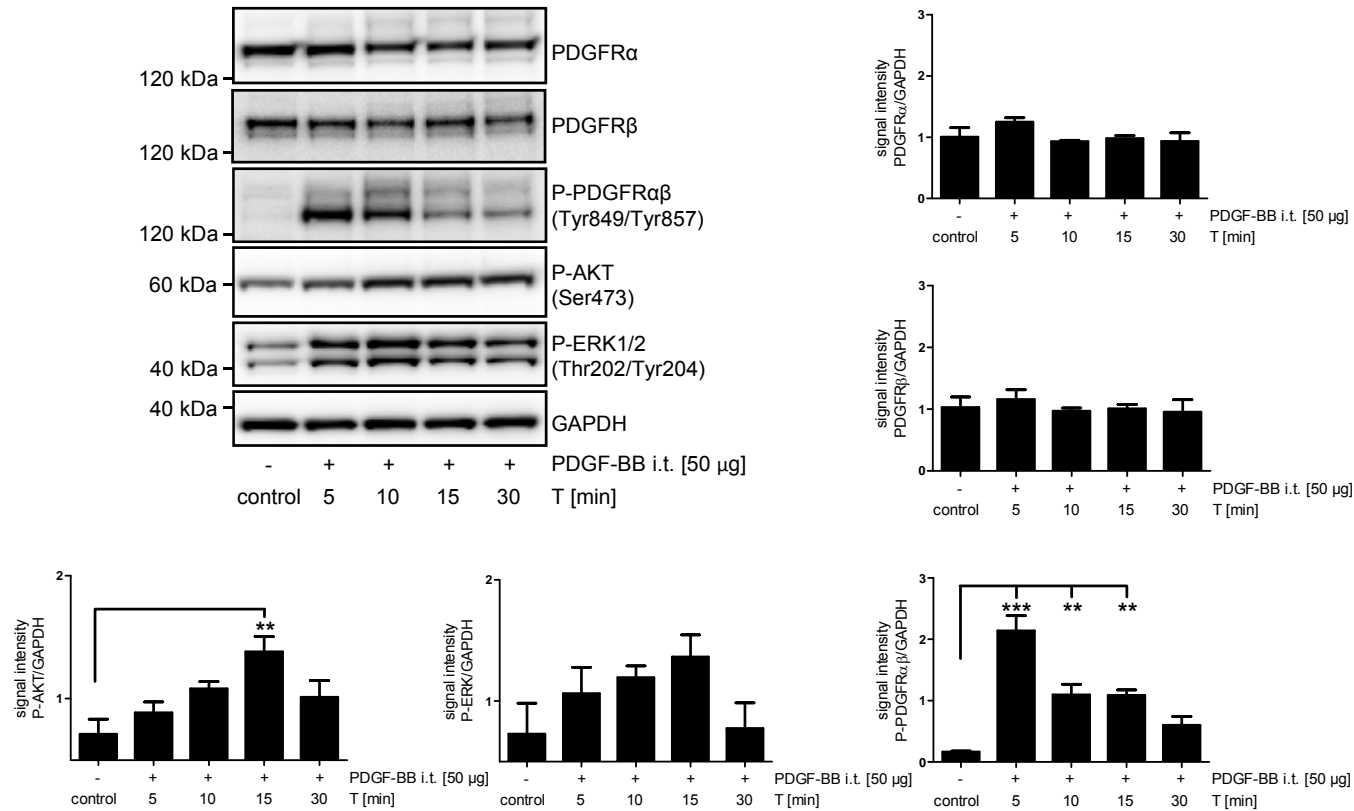 120 kDa
PDGFRα
120 kDa
PDGFRβ
120 kDa
P-PDGFRαβ
(Tyr849/Tyr857)
60 kDa
P-AKT
(Ser473)
40 kDa
P-ERK1/2
(Thr202/Tyr204)
40 kDa
GAPDH
- + + + + PDGF-BB i.t. [50 µg]
control 5 10 15 30 T [min]
signal intensity
PDGFRα/GAPDH
3
2
1
0
- + + + + PDGF-BB i.t. [50 µg]
control 5 10 15 30 T [min]
signal intensity
PDGFRβ/GAPDH
3
2
1
0
- + + + + PDGF-BB i.t. [50 µg]
control 5 10 15 30 T [min]
signal intensity
P-AKT/GAPDH
2
1
**
- + + + + PDGF-BB i.t. [50 µg]
control 5 10 15 30 T [min]
signal intensity
P-ERK/GAPDH
2
1
- + + + + PDGF-BB i.t. [50 µg]
control 5 10 15 30 T [min]
signal intensity
P-PDGFRαβ/GAPDH
3
2
1
0
*** ** **
- + + + + PDGF-BB i.t. [50 µg]
control 5 10 15 30 T [min]